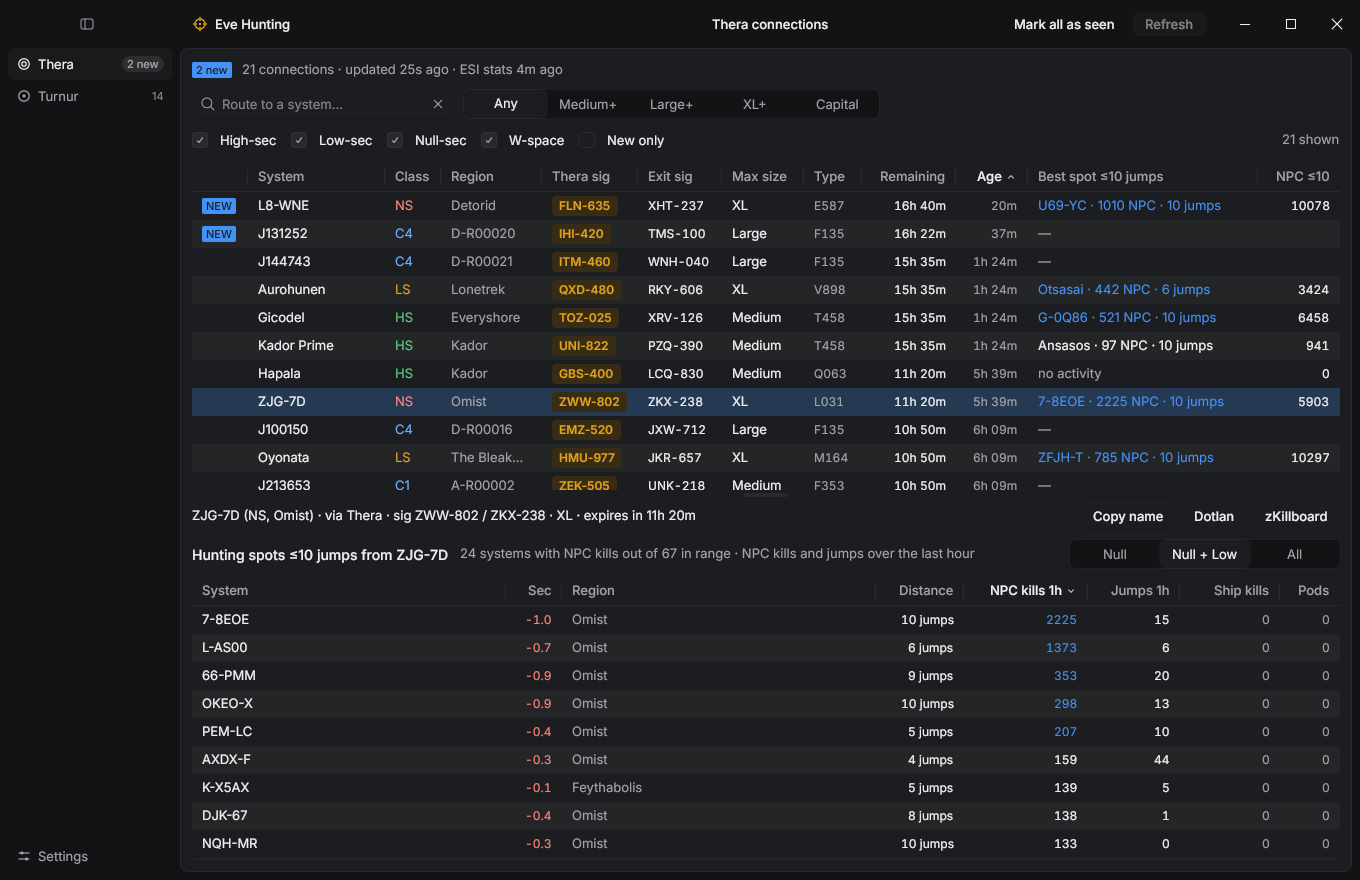 Eve Hunting Thera connections Mark all as seen Refresh
Thera 2 new
Turnur 14
Settings
2 new 21 connections · updated 25s ago · ESI stats 4m ago
Route to a system... Any Medium+ Large+ XL+ Capital
High-sec Low-sec Null-sec W-space New only 21 shown
System Class Region Thera sig Exit sig Max size Type Remaining Age Best spot ≤10 jumps NPC ≤10
NEW L8-WNE NS Detorid FLN-635 XHT-237 XL E587 16h 40m 20m U69-YC · 1010 NPC · 10 jumps 10078
NEW J131252 C4 D-R00020 IHI-420 TMS-100 Large F135 16h 22m 37m —
J144743 C4 D-R00021 ITM-460 WNH-040 Large F135 15h 35m 1h 24m —
Aurohunen LS Lonetrek QXD-480 RKY-606 XL V898 15h 35m 1h 24m Otsasai · 442 NPC · 6 jumps 3424
Gicodel HS Everyshore TOZ-025 XRV-126 Medium T458 15h 35m 1h 24m G-0Q86 · 521 NPC · 10 jumps 6458
Kador Prime HS Kador UNI-822 PZQ-390 Medium T458 15h 35m 1h 24m Ansasos · 97 NPC · 10 jumps 941
Hapala HS Kador GBS-400 LCQ-830 Medium Q063 11h 20m 5h 39m no activity 0
ZJG-7D NS Omist ZWW-802 ZKX-238 XL L031 11h 20m 5h 39m 7-8EOE · 2225 NPC · 10 jumps 5903
J100150 C4 D-R00016 EMZ-520 JXW-712 Large F135 10h 50m 6h 09m —
Oyonata LS The Bleak... HMU-977 JKR-657 XL M164 10h 50m 6h 09m ZFJH-T · 785 NPC · 10 jumps 10297
J213653 C1 A-R00002 ZEK-505 UNK-218 Medium F353 10h 50m 6h 09m —
ZJG-7D (NS, Omist) · via Thera · sig ZWW-802 / ZKX-238 · XL · expires in 11h 20m Copy name Dotlan zKillboard
Hunting spots ≤10 jumps from ZJG-7D 24 systems with NPC kills out of 67 in range · NPC kills and jumps over the last hour Null Null + Low All
System Sec Region Distance NPC kills 1h Jumps 1h Ship kills Pods
7-8EOE -1.0 Omist 10 jumps 2225 15 0 0
L-AS00 -0.7 Omist 6 jumps 1373 6 0 0
66-PMM -0.9 Omist 9 jumps 353 20 0 0
OKEO-X -0.9 Omist 10 jumps 298 13 0 0
PEM-LC -0.4 Omist 5 jumps 207 10 0 0
AXDX-F -0.3 Omist 4 jumps 159 44 0 0
K-X5AX -0.1 Feythabolis 5 jumps 139 5 0 0
DJK-67 -0.4 Omist 8 jumps 138 1 0 0
NQH-MR -0.3 Omist 10 jumps 133 0 0 0